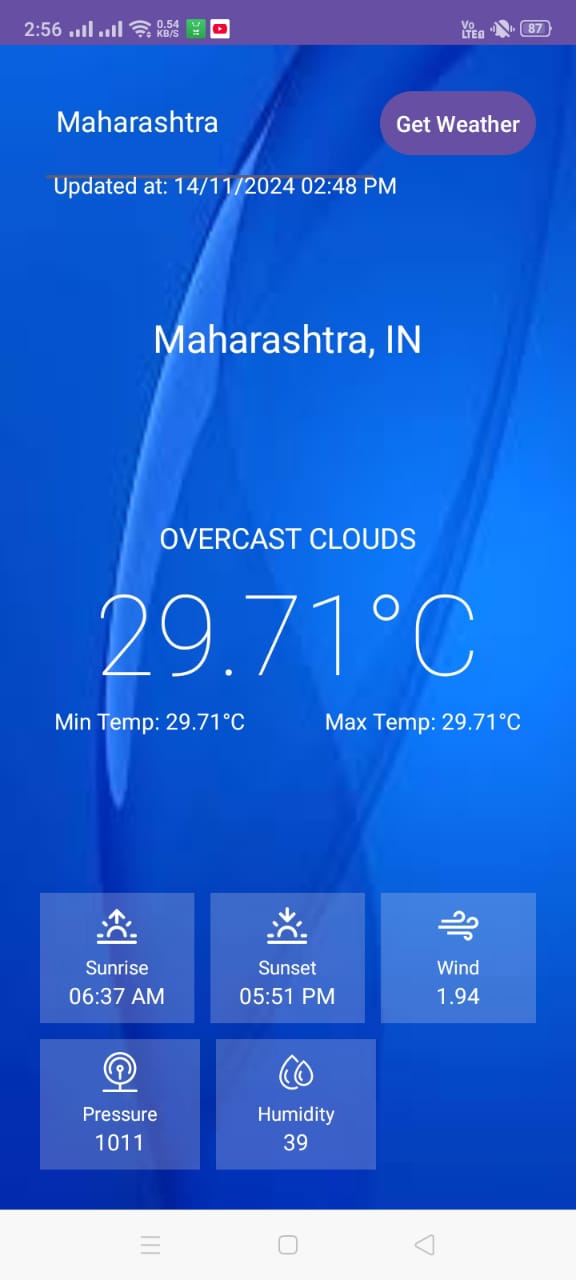 2:56 0.54 KB/S Vo LTE 87
Maharashtra Get Weather
Updated at: 14/11/2024 02:48 PM
Maharashtra, IN
OVERCAST CLOUDS
29.71°C
Min Temp: 29.71°C Max Temp: 29.71°C
Sunrise Sunset Wind
06:37 AM 05:51 PM 1.94
Pressure Humidity
1011 39